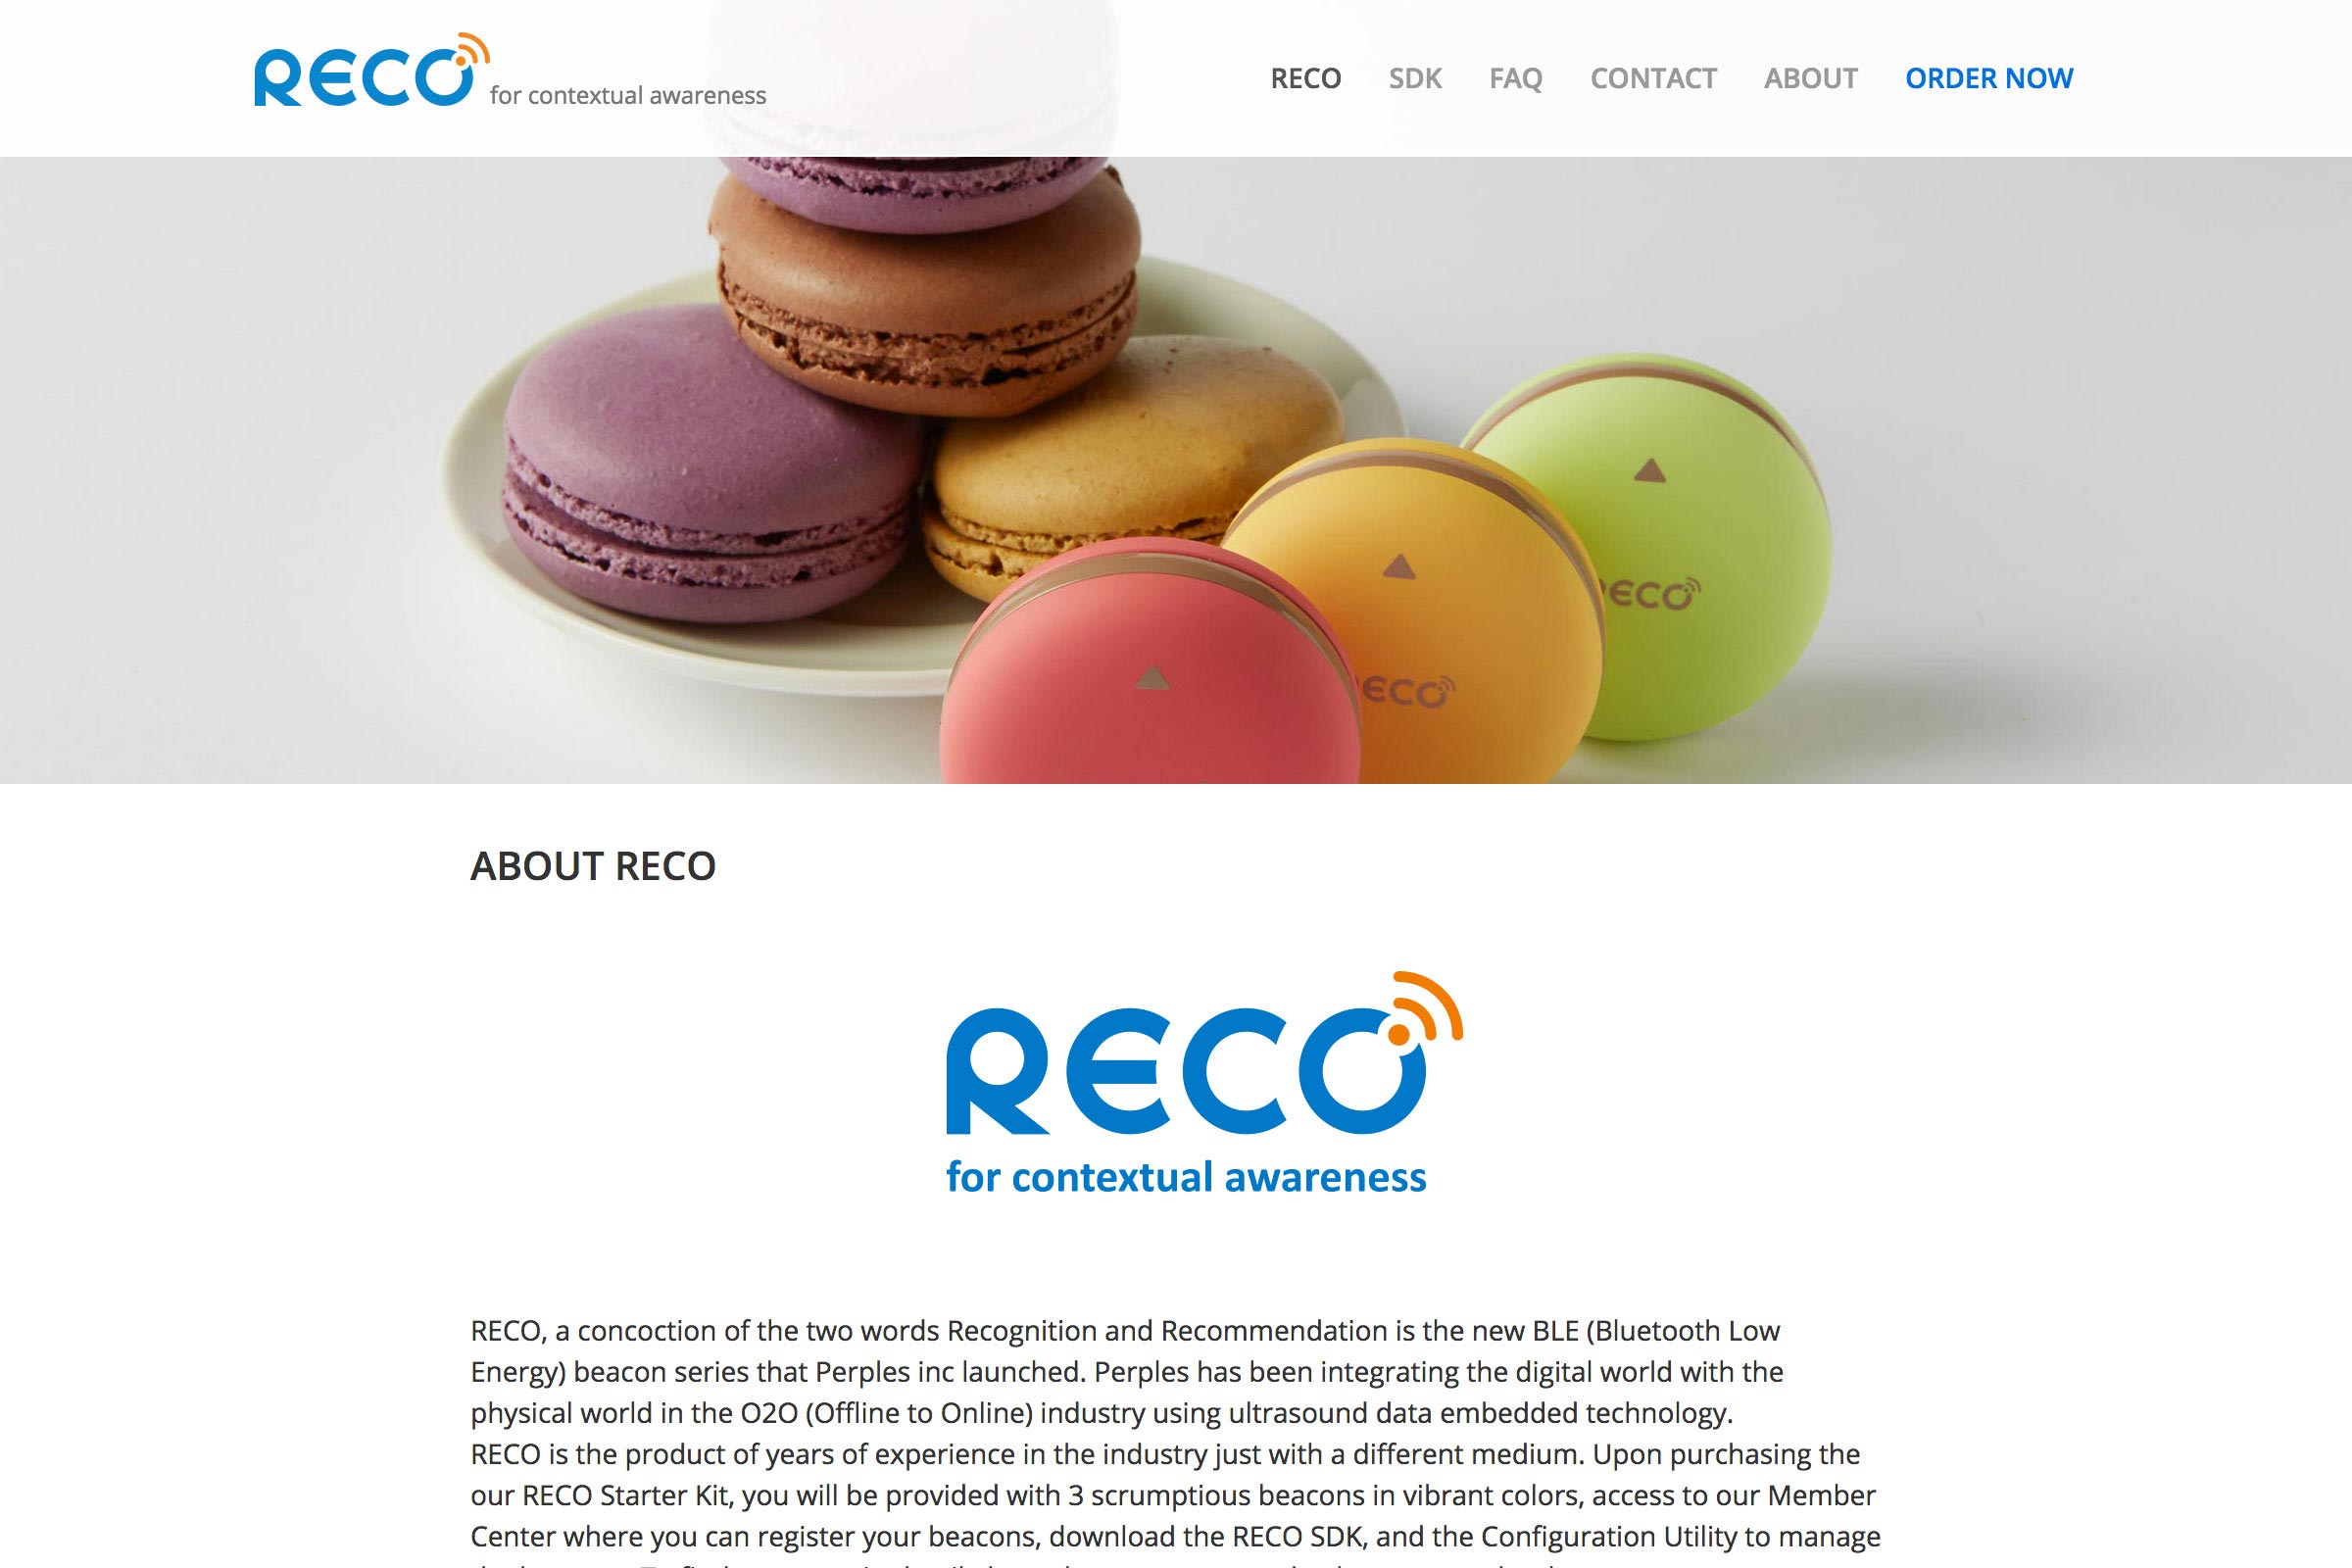 RECO for contextual awareness
RECO SDK FAQ CONTACT ABOUT ORDER NOW
ECO
ECO
ABOUT RECO
RECO
for contextual awareness
RECO, a concoction of the two words Recognition and Recommendation is the new BLE (Bluetooth Low
Energy) beacon series that Perples inc launched. Perples has been integrating the digital world with the
physical world in the O2O (Offline to Online) industry using ultrasound data embedded technology.
RECO is the product of years of experience in the industry just with a different medium. Upon purchasing the
our RECO Starter Kit, you will be provided with 3 scrumptious beacons in vibrant colors, access to our Member
Center where you can register your beacons, download the RECO SDK, and the Configuration Utility to manage